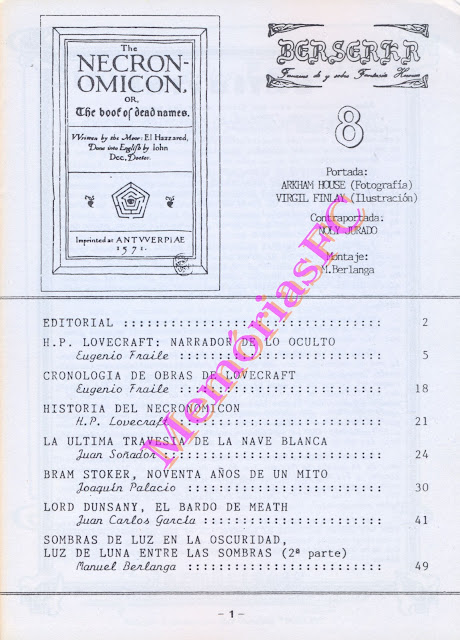 The
NECRON-
OMICON,
OR,
The book of dead names.
VVritten by the Moor: El Hazzared,
Done into English by Iohn
Dee, Doctor.
Imprinted at ANTVVERPIAE
1571.
BERSERKR
Fanzine de y sobre Fantasía Heroica
8
Portada:
ARKHAM HOUSE (Fotografía)
VIRGIL FINLAY (Ilustración)
Contraportada:
NOLY JURADO
Montaje:
M.Berlanga
MemóriasFC
EDITORIAL :::::::::::::::::::::::::::::: 2
H.P. LOVECRAFT: NARRADOR DE LO OCULTO
Eugenio Fraile :::::::::::::::::::::::: 5
CRONOLOGIA DE OBRAS DE LOVECRAFT
Eugenio Fraile :::::::::::::::::::::::: 18
HISTORIA DEL NECRONOMICON
H.P. Lovecraft :::::::::::::::::::::::: 21
LA ULTIMA TRAVESIA DE LA NAVE BLANCA
Juan Soñador :::::::::::::::::::::::::: 24
BRAM STOKER, NOVENTA AÑOS DE UN MITO
Joaquín Palacio ::::::::::::::::::::::: 30
LORD DUNSANY, EL BARDO DE MEATH
Juan Carlos García :::::::::::::::::::: 41
SOMBRAS DE LUZ EN LA OSCURIDAD,
LUZ DE LUNA ENTRE LAS SOMBRAS (2ª parte)
Manuel Berlanga ::::::::::::::::::::::: 49
- 1 -